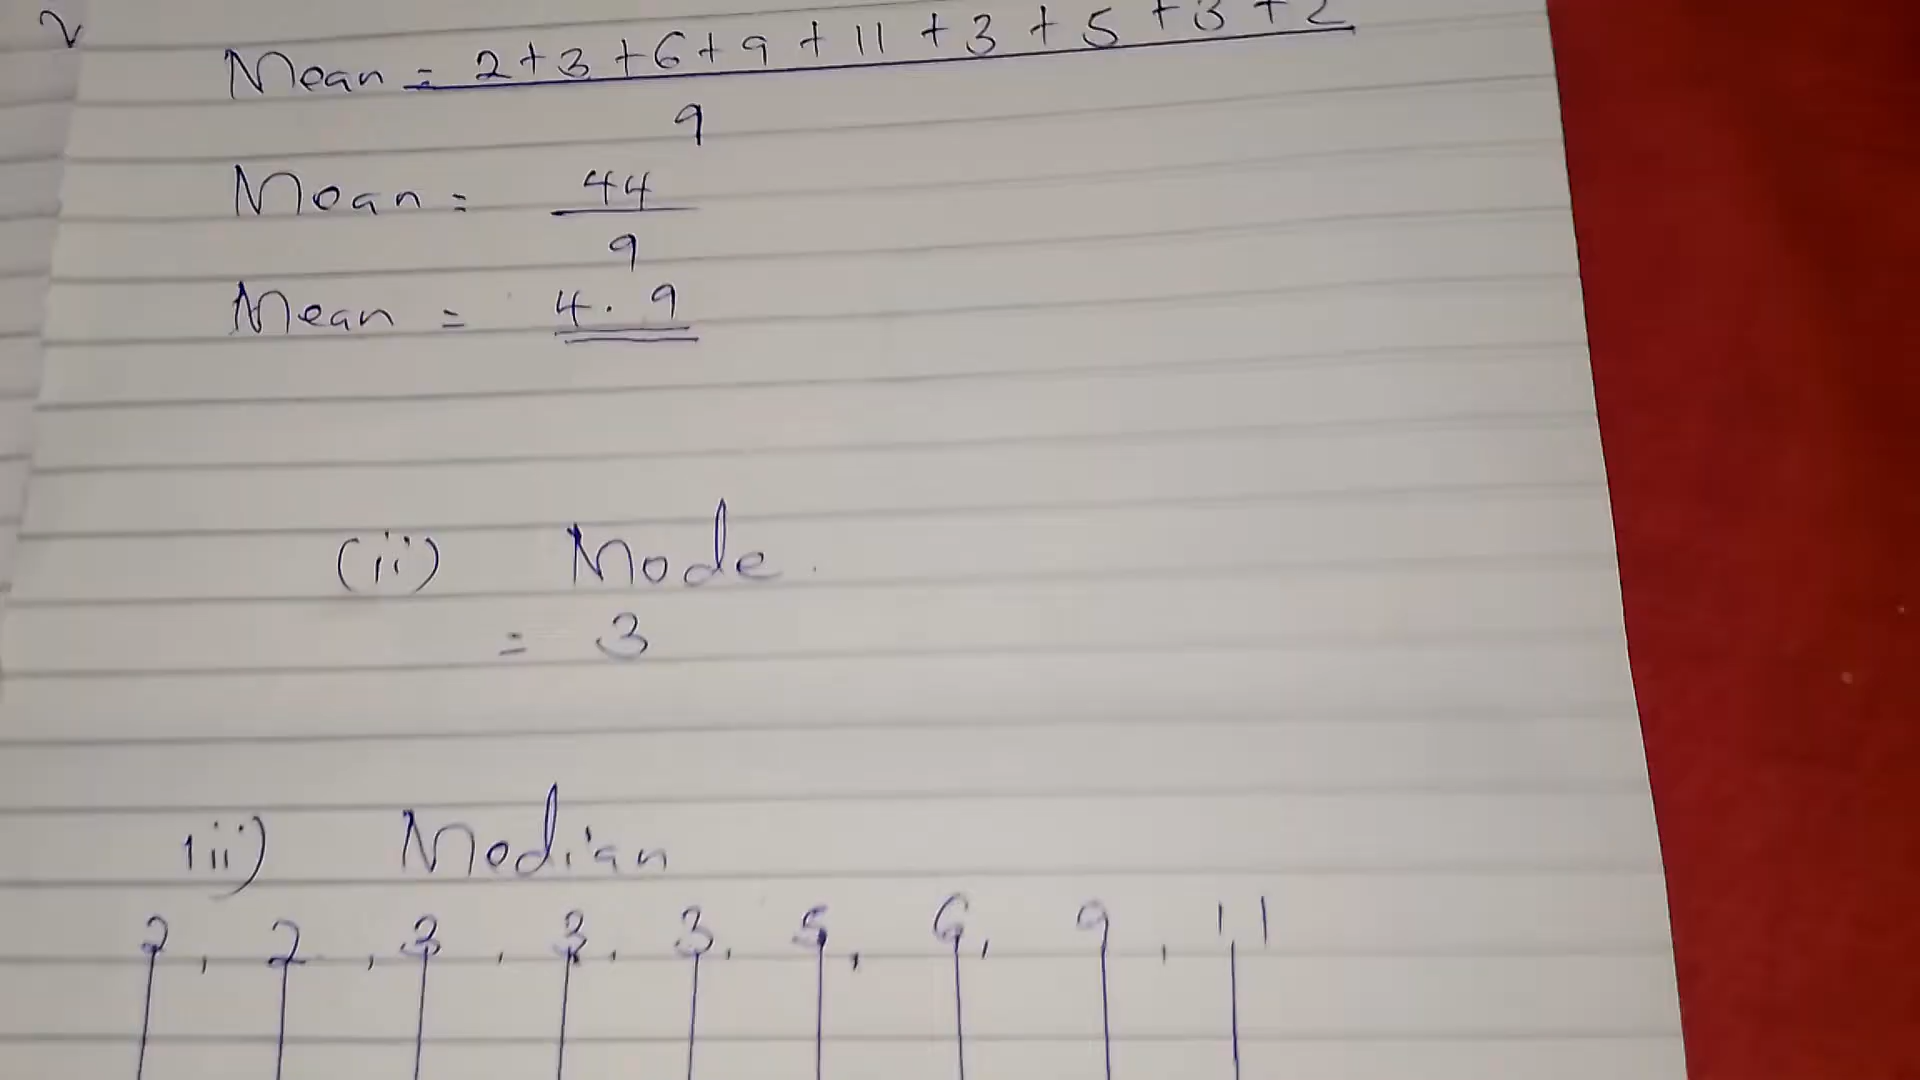 Mean = 2+3+6+9+11+3+5+3+2
9
Mean = 44
9
Mean = 4.9
(ii) Mode
= 3
iii) Median
2, 2, 3, 3, 3, 5, 6, 9, 11